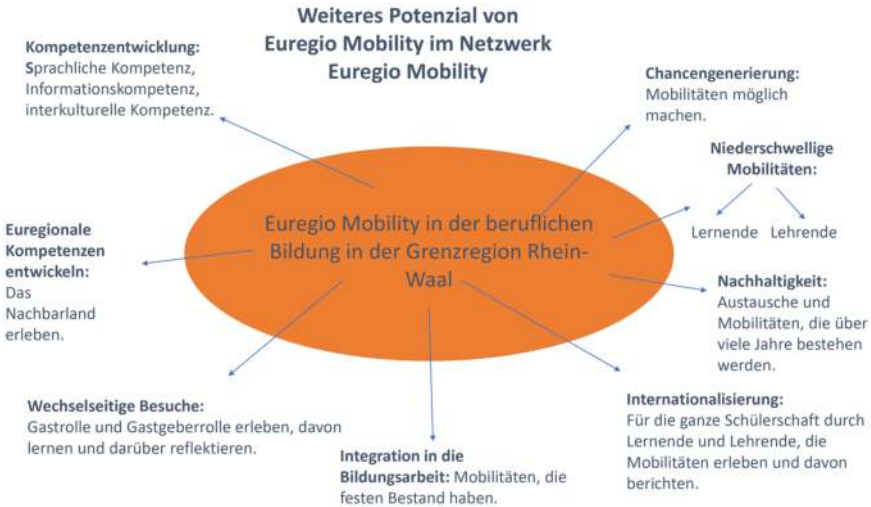 Weiteres Potenzial von
Euregio Mobility im Netzwerk
Euregio Mobility
Kompetenzentwicklung:
Sprachliche Kompetenz,
Informationskompetenz,
interkulturelle Kompetenz.
Chancengenerierung:
Mobilitäten möglich
machen.
Niederschwellige
Mobilitäten:
Lernende Lehrende
Euregio Mobility in der beruflichen
Bildung in der Grenzregion Rhein-
Waal
Euregionale
Kompetenzen
entwickeln:
Das
Nachbarland
erleben.
Nachhaltigkeit:
Austausche und
Mobilitäten, die über
viele Jahre bestehen
werden.
Wechselseitige Besuche:
Gastrolle und Gastgeberrolle erleben, davon
lernen und darüber reflektieren.
Integration in die
Bildungsarbeit: Mobilitäten, die
festen Bestand haben.
Internationalisierung:
Für die ganze Schülerschaft durch
Lernende und Lehrende, die
Mobilitäten erleben und davon
berichten.